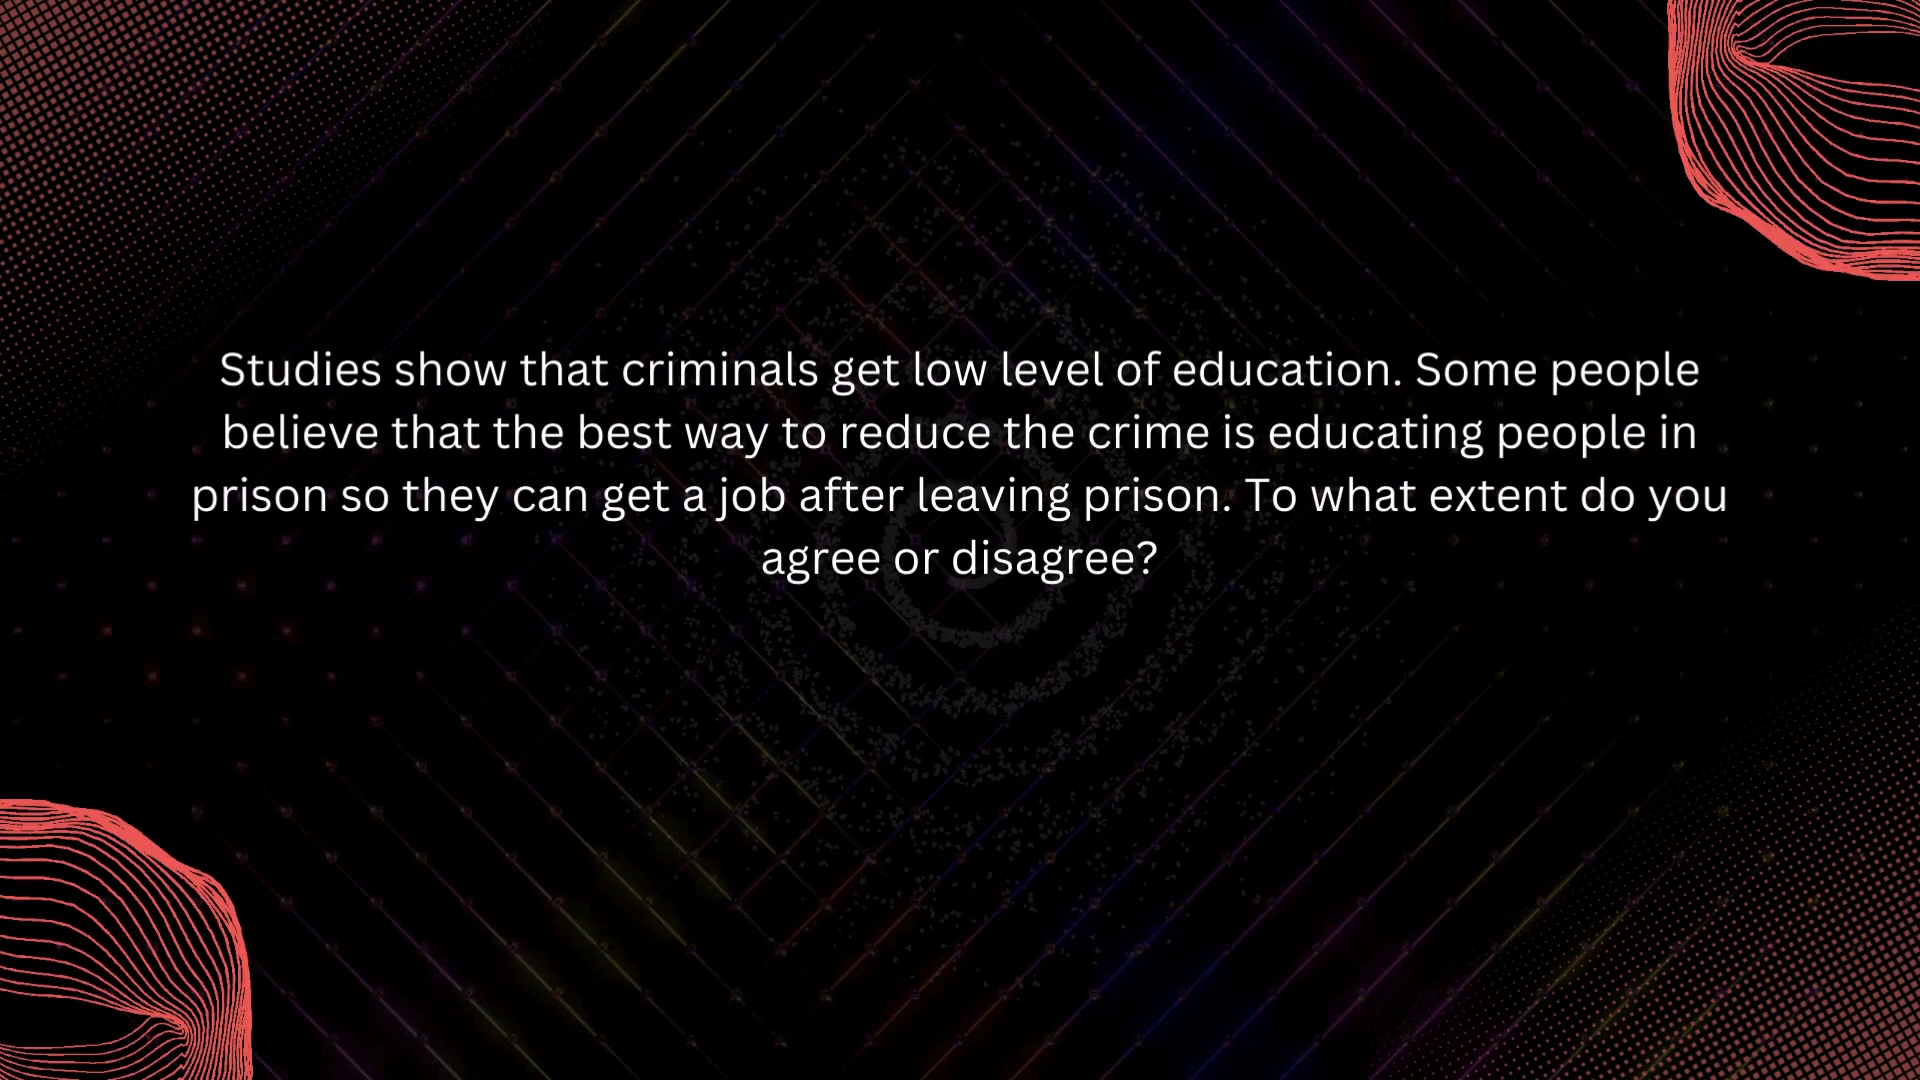 Studies show that criminals get low level of education. Some people
believe that the best way to reduce the crime is educating people in
prison so they can get a job after leaving prison. To what extent do you
agree or disagree?